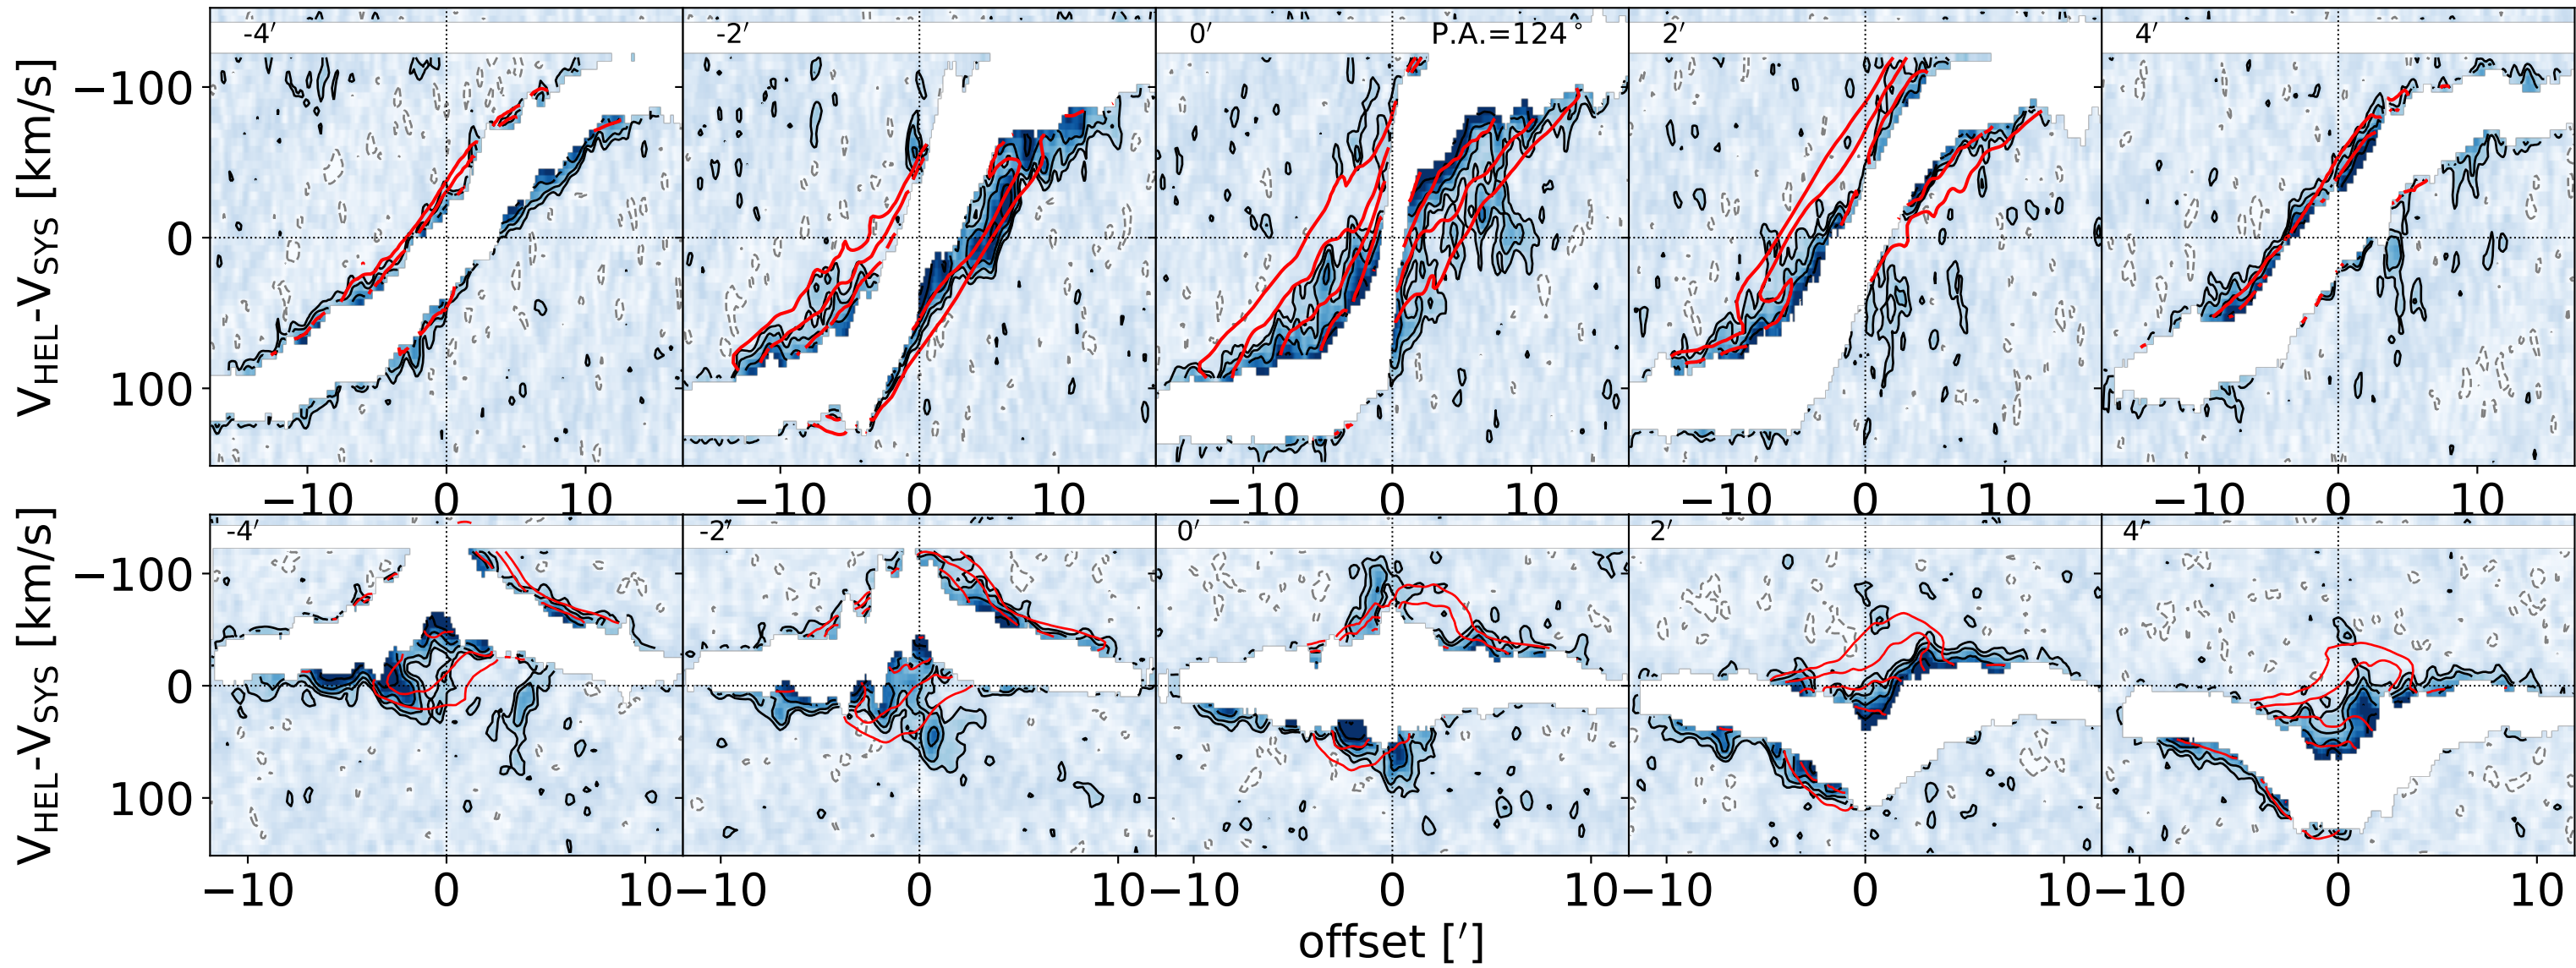 -4′ -2′ 0′ P.A.=124° 2′ 4′
V_HEL-V_SYS [km/s]
−100
0
100
−10 0 10 −10 0 10 −10 0 10 −10 0 10 −10 0 10
-4′ -2′ 0′ 2′ 4′
V_HEL-V_SYS [km/s]
−100
0
100
−10 0 10 −10 0 10 −10 0 10 −10 0 10 −10 0 10
offset [′]